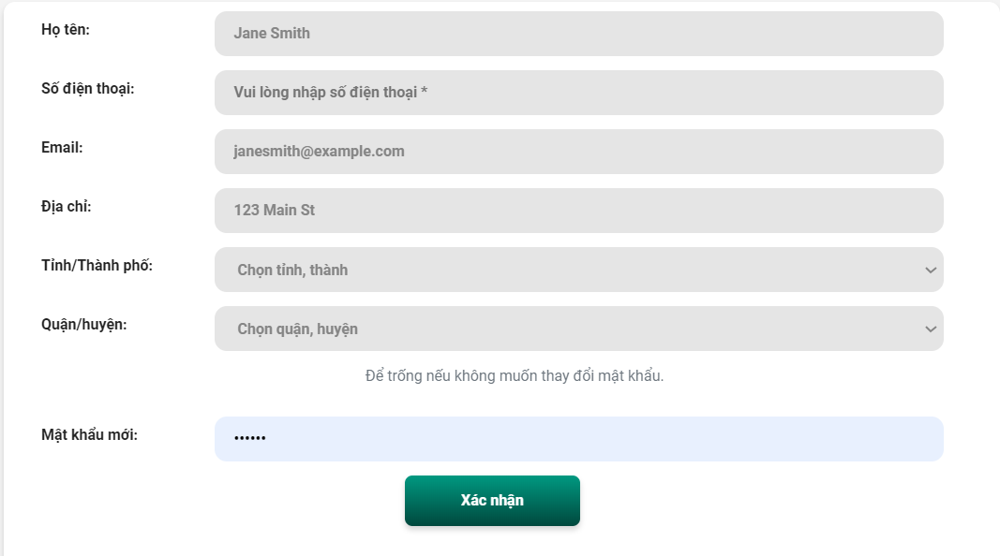 Họ tên: Jane Smith
Số điện thoại: Vui lòng nhập số điện thoại *
Email: janesmith@example.com
Địa chỉ: 123 Main St
Tỉnh/Thành phố: Chọn tỉnh, thành
Quận/huyện: Chọn quận, huyện
Để trống nếu không muốn thay đổi mật khẩu.
Mật khẩu mới: ••••••
Xác nhận